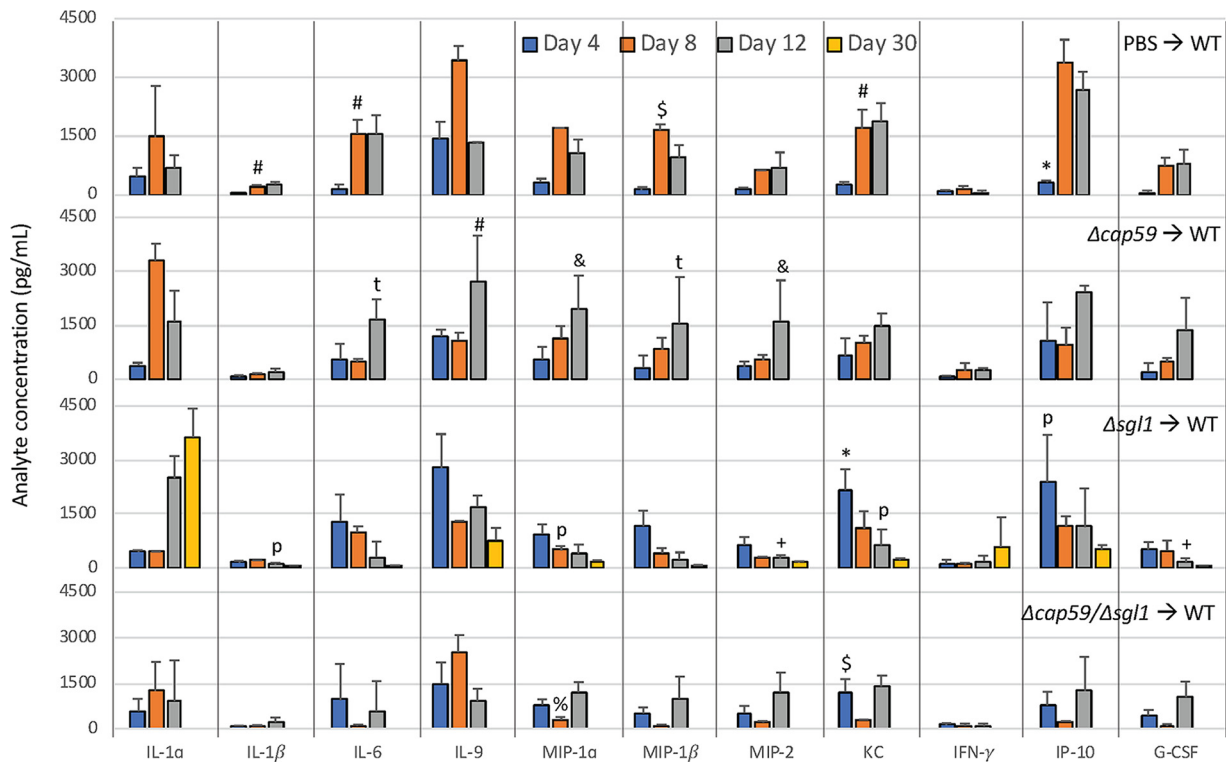 4500
Day 4 Day 8 Day 12 Day 30 PBS → WT
3000
$ #
#
1500
#
*
0
4500
Δcap59 → WT
#
3000
& t &
t
1500
0
4500
Δsgl1 → WT
p
3000
*
1500
p p
p + +
0
4500
Δcap59/Δsgl1 → WT
3000
$
1500
%
0
IL-1α IL-1β IL-6 IL-9 MIP-1α MIP-1β MIP-2 KC IFN-γ IP-10 G-CSF
Analyte concentration (pg/mL)